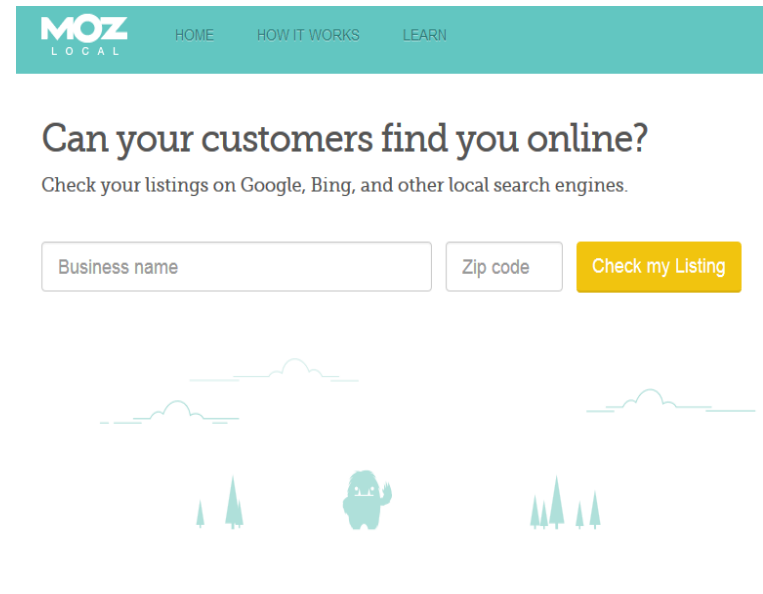 MOZ
LOCAL
HOME HOW IT WORKS LEARN
Can your customers find you online?
Check your listings on Google, Bing, and other local search engines.
Business name Zip code Check my Listing